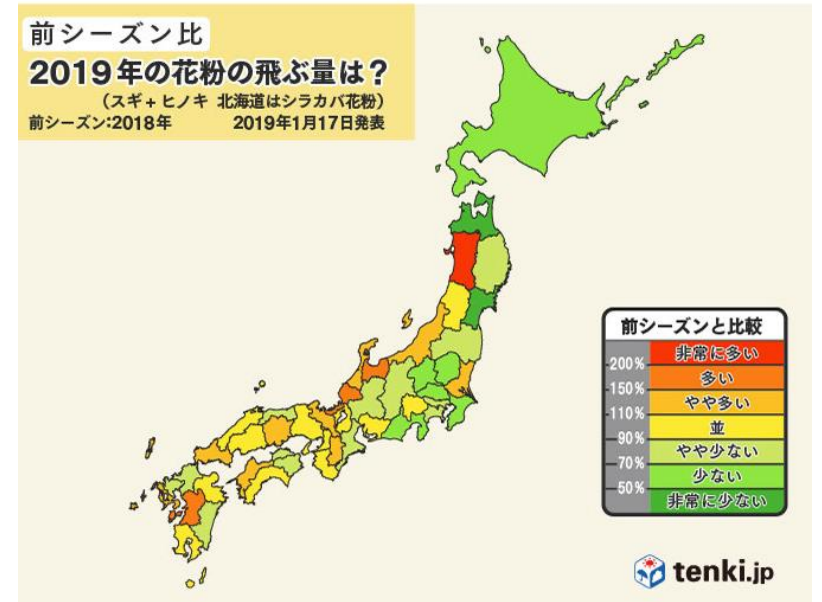 前シーズン比
2019年の花粉の飛ぶ量は？
（スギ＋ヒノキ 北海道はシラカバ花粉）
前シーズン:2018年 2019年1月17日発表
前シーズンと比較
非常に多い
200%
多い
150%
やや多い
110%
並
90%
やや少ない
70%
少ない
50%
非常に少ない
tenki.jp